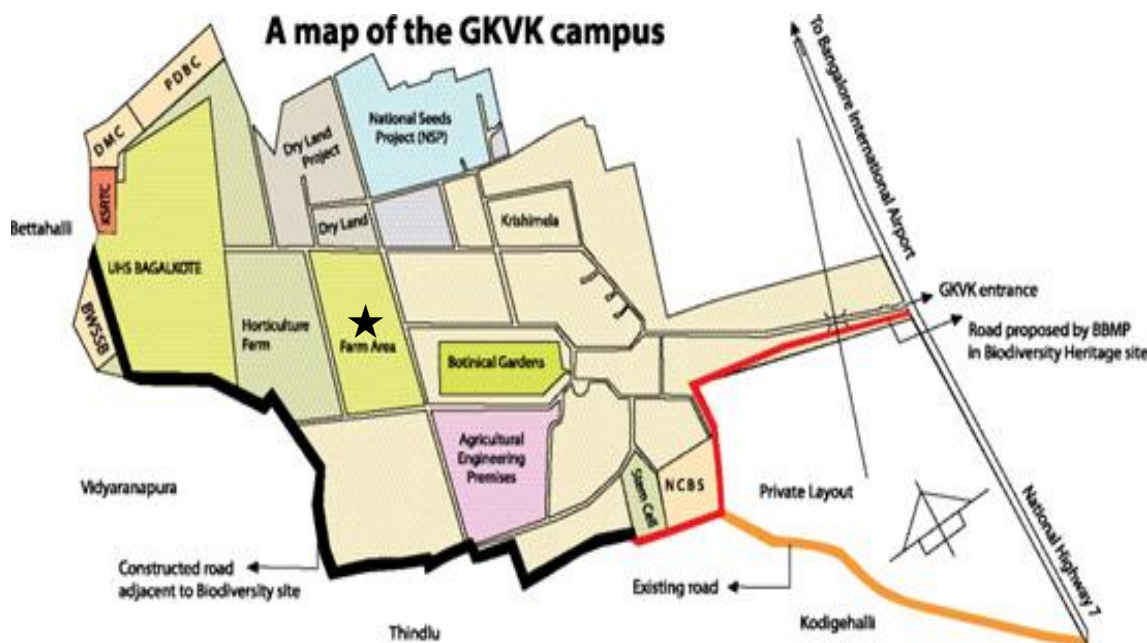 A map of the GKVK campus
To Bangalore International Airport
PDBC
DMC
KSRTC
Bettahalli
UHS BAGALKOTE
BWSSB
Dry Land
Project
National Seeds
Project (NSP)
Dry Land
Krishimela
Horticulture
Farm
Farm Area
Botinical Gardens
GKVK entrance
Road proposed by BBMP
in Biodiversity Heritage site
Agricultural
Engineering
Premises
Stem Cell
NCBS
Private Layout
National Highway 7
Vidyaranapura
Constructed road
adjacent to Biodiversity site
Existing road
Kodigehalli
Thindlu